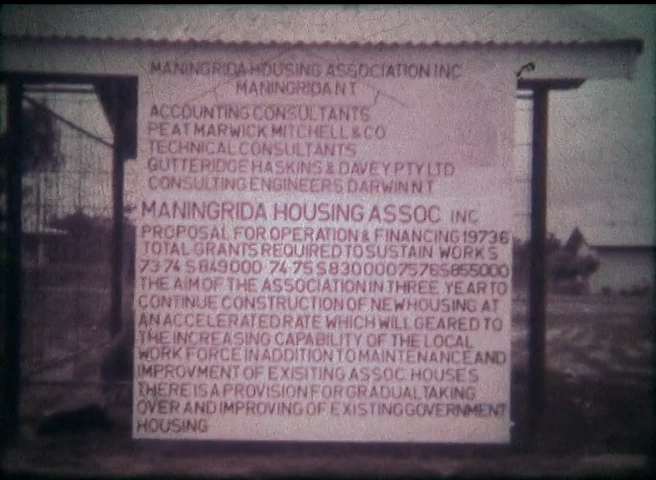 MANINGRIDA HOUSING ASSOCIATION INC
MANINGRIDA N T
ACCOUNTING CONSULTANTS
PEAT MARWICK MITCHELL & CO
TECHNICAL CONSULTANTS
GUTTERIDGE HASKINS & DAVEY PTY LTD
CONSULTING ENGINEERS DARWIN N T
MANINGRIDA HOUSING ASSOC INC
PROPOSAL FOR OPERATION & FINANCING 1973 6
TOTAL GRANTS REQUIRED TO SUSTAIN WORKS
73 74 $849000 74 75 $830000 75 76 $855000
THE AIM OF THE ASSOCIATION IN THREE YEAR TO
CONTINUE CONSTRUCTION OF NEW HOUSING AT
AN ACCELERATED RATE WHICH WILL GEARED TO
THE INCREASING CAPABILITY OF THE LOCAL
WORK FORCE IN ADDITION TO MAINTENANCE AND
IMPROVMENT OF EXISITING ASSOC. HOUSES
THERE IS A PROVISION FOR GRADUAL TAKING
OVER AND IMPROVING OF EXISTING GOVERNMENT
HOUSING